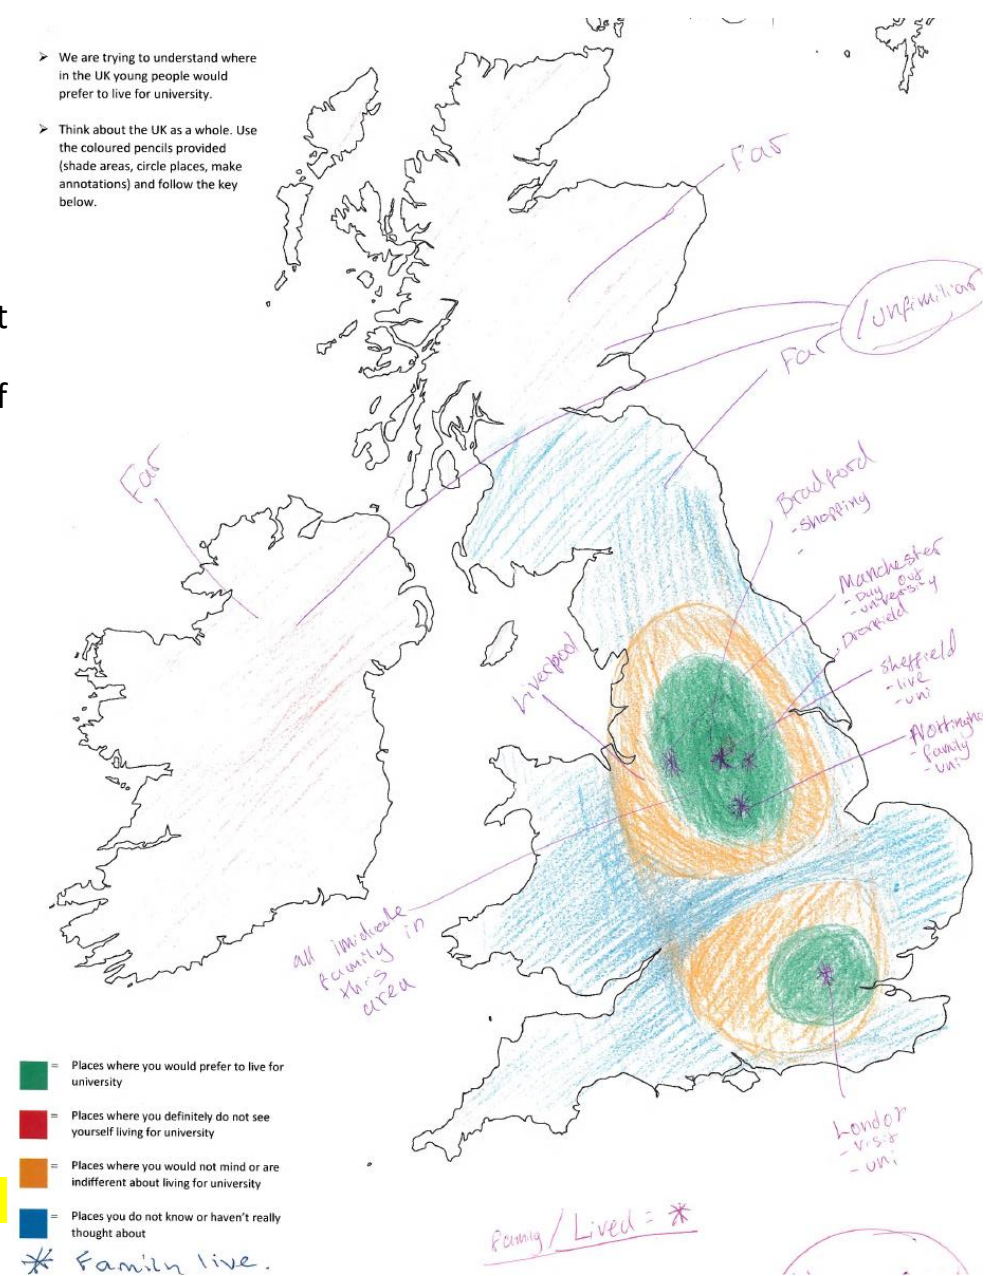 ➤ We are trying to understand where
in the UK young people would
prefer to live for university.
➤ Think about the UK as a whole. Use
the coloured pencils provided
(shade areas, circle places, make
annotations) and follow the key
below.
t
f
Far
/unfimiliar
Far
Far
Bradford
- shopping
-
Manchester
- Day out
- university
Dronfield
Sheffield
- live
- uni
Liverpool
Nottingha
- family
- uni
all imidicate
family in
this
area
London
- visit
- uni
= Places where you would prefer to live for
university
= Places where you definitely do not see
yourself living for university
= Places where you would not mind or are
indifferent about living for university
= Places you do not know or haven't really
thought about
* Family live.
Family / Lived = *